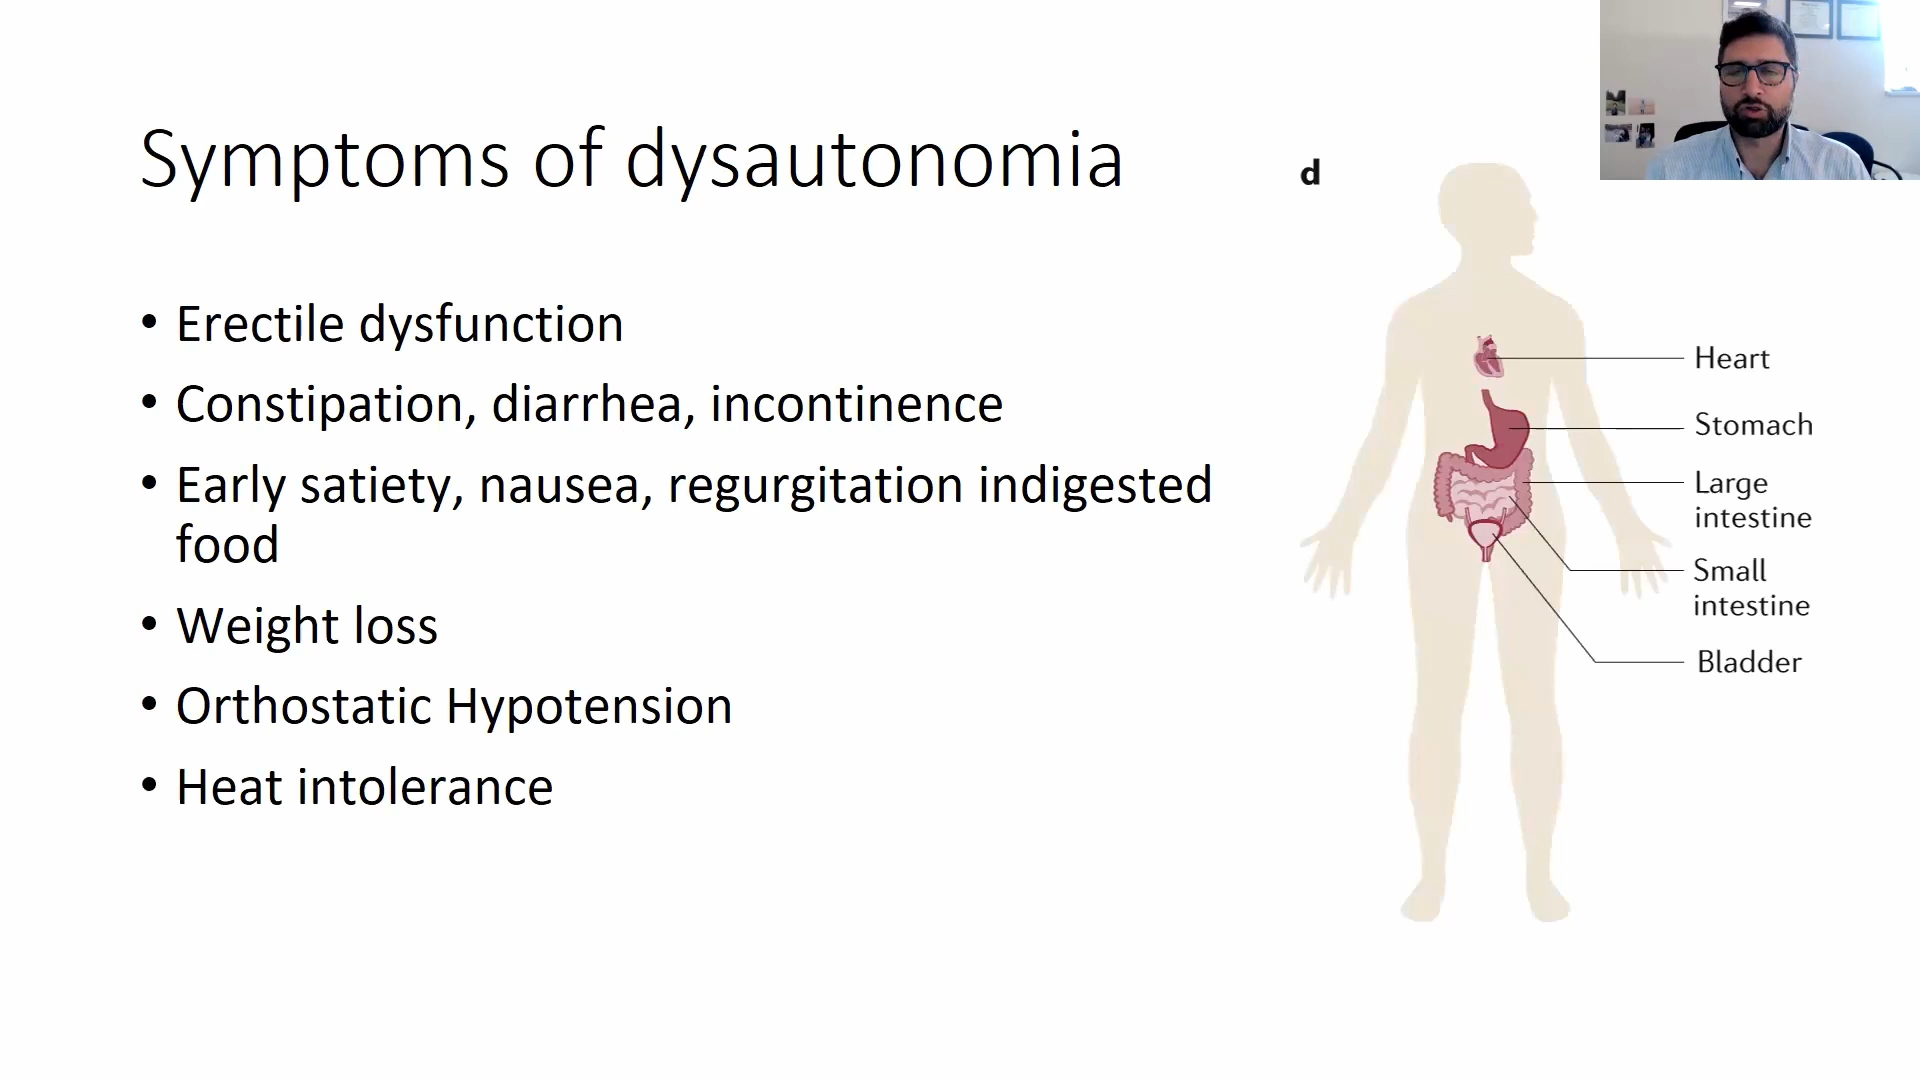 Symptoms of dysautonomia
• Erectile dysfunction
• Constipation, diarrhea, incontinence
• Early satiety, nausea, regurgitation indigested
food
• Weight loss
• Orthostatic Hypotension
• Heat intolerance
d
Heart
Stomach
Large
intestine
Small
intestine
Bladder